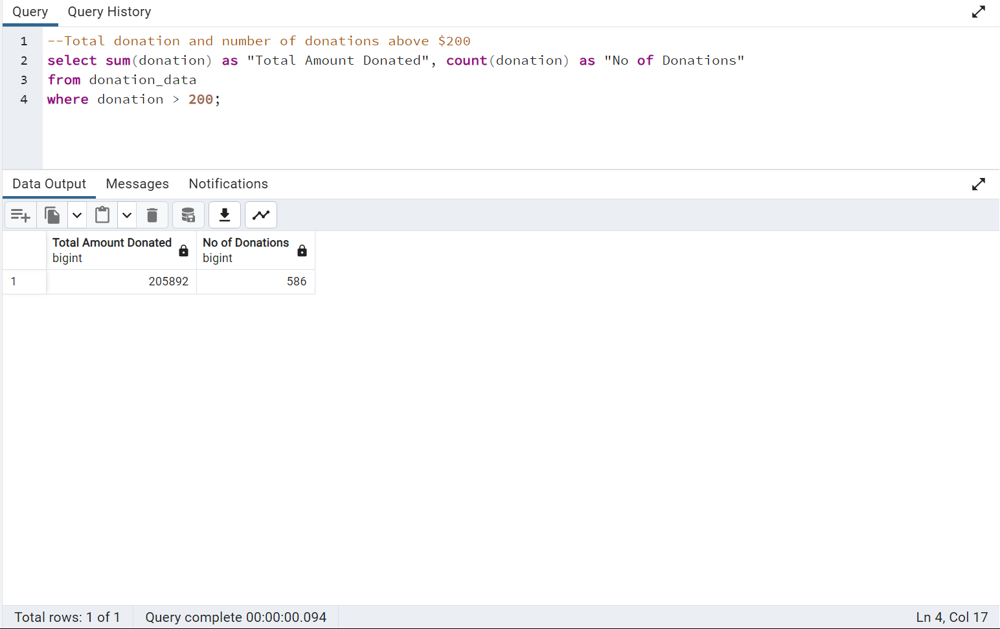 Query Query History
1 --Total donation and number of donations above $200
2 select sum(donation) as "Total Amount Donated", count(donation) as "No of Donations"
3 from donation_data
4 where donation > 200;
Data Output Messages Notifications
Total Amount Donated No of Donations
bigint bigint
1 205892 586
Total rows: 1 of 1 Query complete 00:00:00.094 Ln 4, Col 17